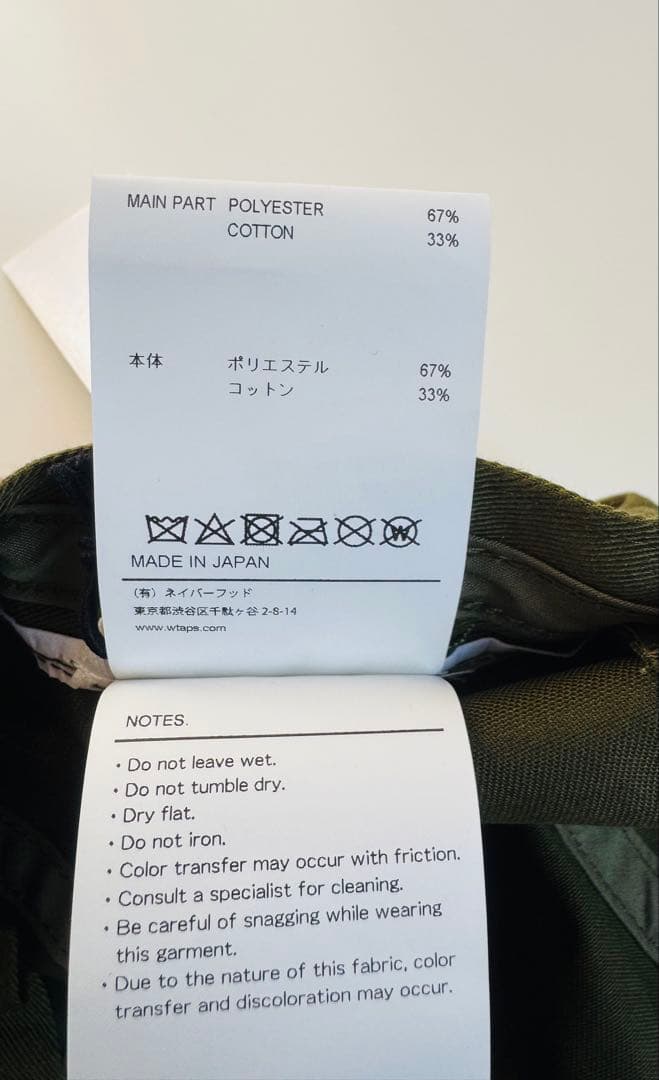 MAIN PART POLYESTER 67%
COTTON 33%
本体 ポリエステル 67%
コットン 33%
W
MADE IN JAPAN
（有）ネイバーフッド
東京都渋谷区千駄ヶ谷 2-8-14
www.wtaps.com
NOTES.
・Do not leave wet.
・Do not tumble dry.
・Dry flat.
・Do not iron.
・Color transfer may occur with friction.
・Consult a specialist for cleaning.
・Be careful of snagging while wearing
this garment.
・Due to the nature of this fabric, color
transfer and discoloration may occur.